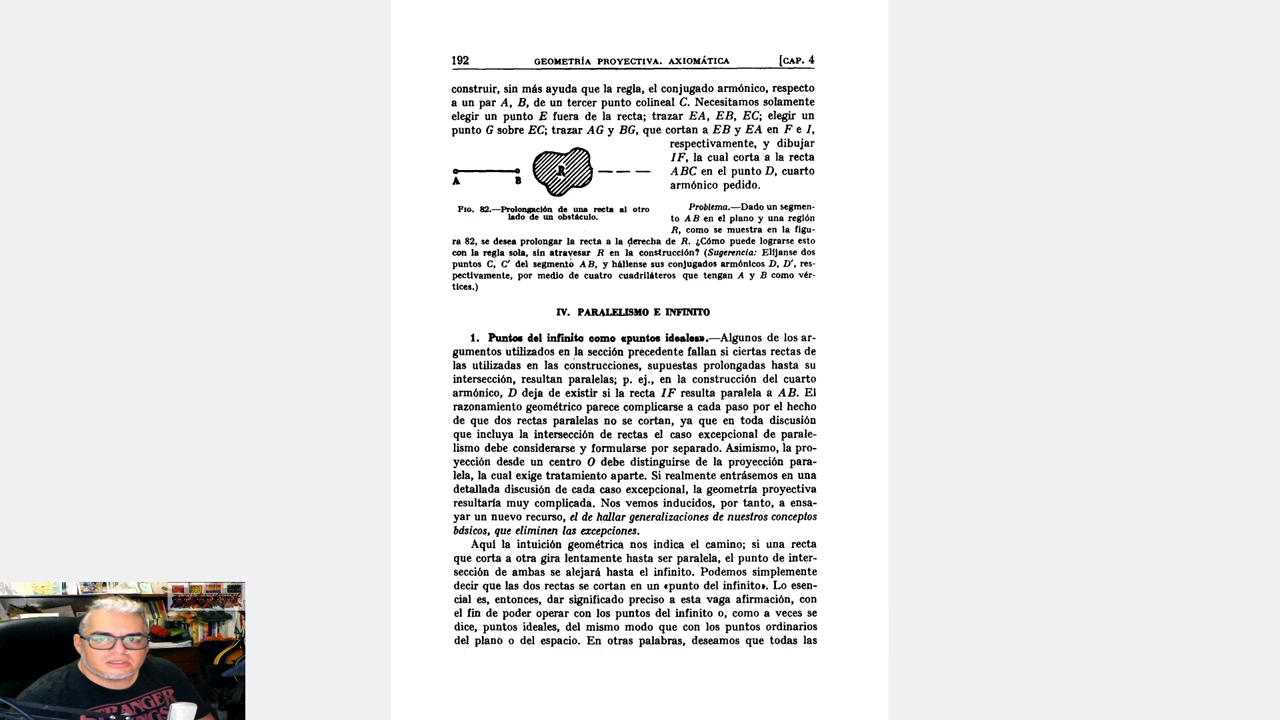 192 GEOMETRÍA PROYECTIVA. AXIOMÁTICA [CAP. 4
construir, sin más ayuda que la regla, el conjugado armónico, respecto
a un par A, B, de un tercer punto colineal C. Necesitamos solamente
elegir un punto E fuera de la recta; trazar EA, EB, EC; elegir un
punto G sobre EC; trazar AG y BG, que cortan a EB y EA en F e I,
respectivamente, y dibujar
IF, la cual corta a la recta
ABC en el punto D, cuarto
armónico pedido.
A B R
FIG. 82.—Prolongación de una recta al otro
lado de un obstáculo.
Problema.—Dado un segmen-
to AB en el plano y una región
R, como se muestra en la figu-
ra 82, se desea prolongar la recta a la derecha de R. ¿Cómo puede lograrse esto
con la regla sola, sin atravesar R en la construcción? (Sugerencia: Elíjanse dos
puntos C, C' del segmento AB, y hállense sus conjugados armónicos D, D', res-
pectivamente, por medio de cuatro cuadriláteros que tengan A y B como vér-
tices.)
IV. PARALELISMO E INFINITO
1. Puntos del infinito como «puntos ideales».—Algunos de los ar-
gumentos utilizados en la sección precedente fallan si ciertas rectas de
las utilizadas en las construcciones, supuestas prolongadas hasta su
intersección, resultan paralelas; p. ej., en la construcción del cuarto
armónico, D deja de existir si la recta IF resulta paralela a AB. El
razonamiento geométrico parece complicarse a cada paso por el hecho
de que dos rectas paralelas no se cortan, ya que en toda discusión
que incluya la intersección de rectas el caso excepcional de parale-
lismo debe considerarse y formularse por separado. Asimismo, la pro-
yección desde un centro O debe distinguirse de la proyección para-
lela, la cual exige tratamiento aparte. Si realmente entrásemos en una
detallada discusión de cada caso excepcional, la geometría proyectiva
resultaría muy complicada. Nos vemos inducidos, por tanto, a ensa-
yar un nuevo recurso, el de hallar generalizaciones de nuestros conceptos
básicos, que eliminen las excepciones.
Aquí la intuición geométrica nos indica el camino; si una recta
que corta a otra gira lentamente hasta ser paralela, el punto de inter-
sección de ambas se alejará hasta el infinito. Podemos simplemente
decir que las dos rectas se cortan en un «punto del infinito». Lo esen-
cial es, entonces, dar significado preciso a esta vaga afirmación, con
el fin de poder operar con los puntos del infinito o, como a veces se
dice, puntos ideales, del mismo modo que con los puntos ordinarios
del plano o del espacio. En otras palabras, deseamos que todas las
STRANGER